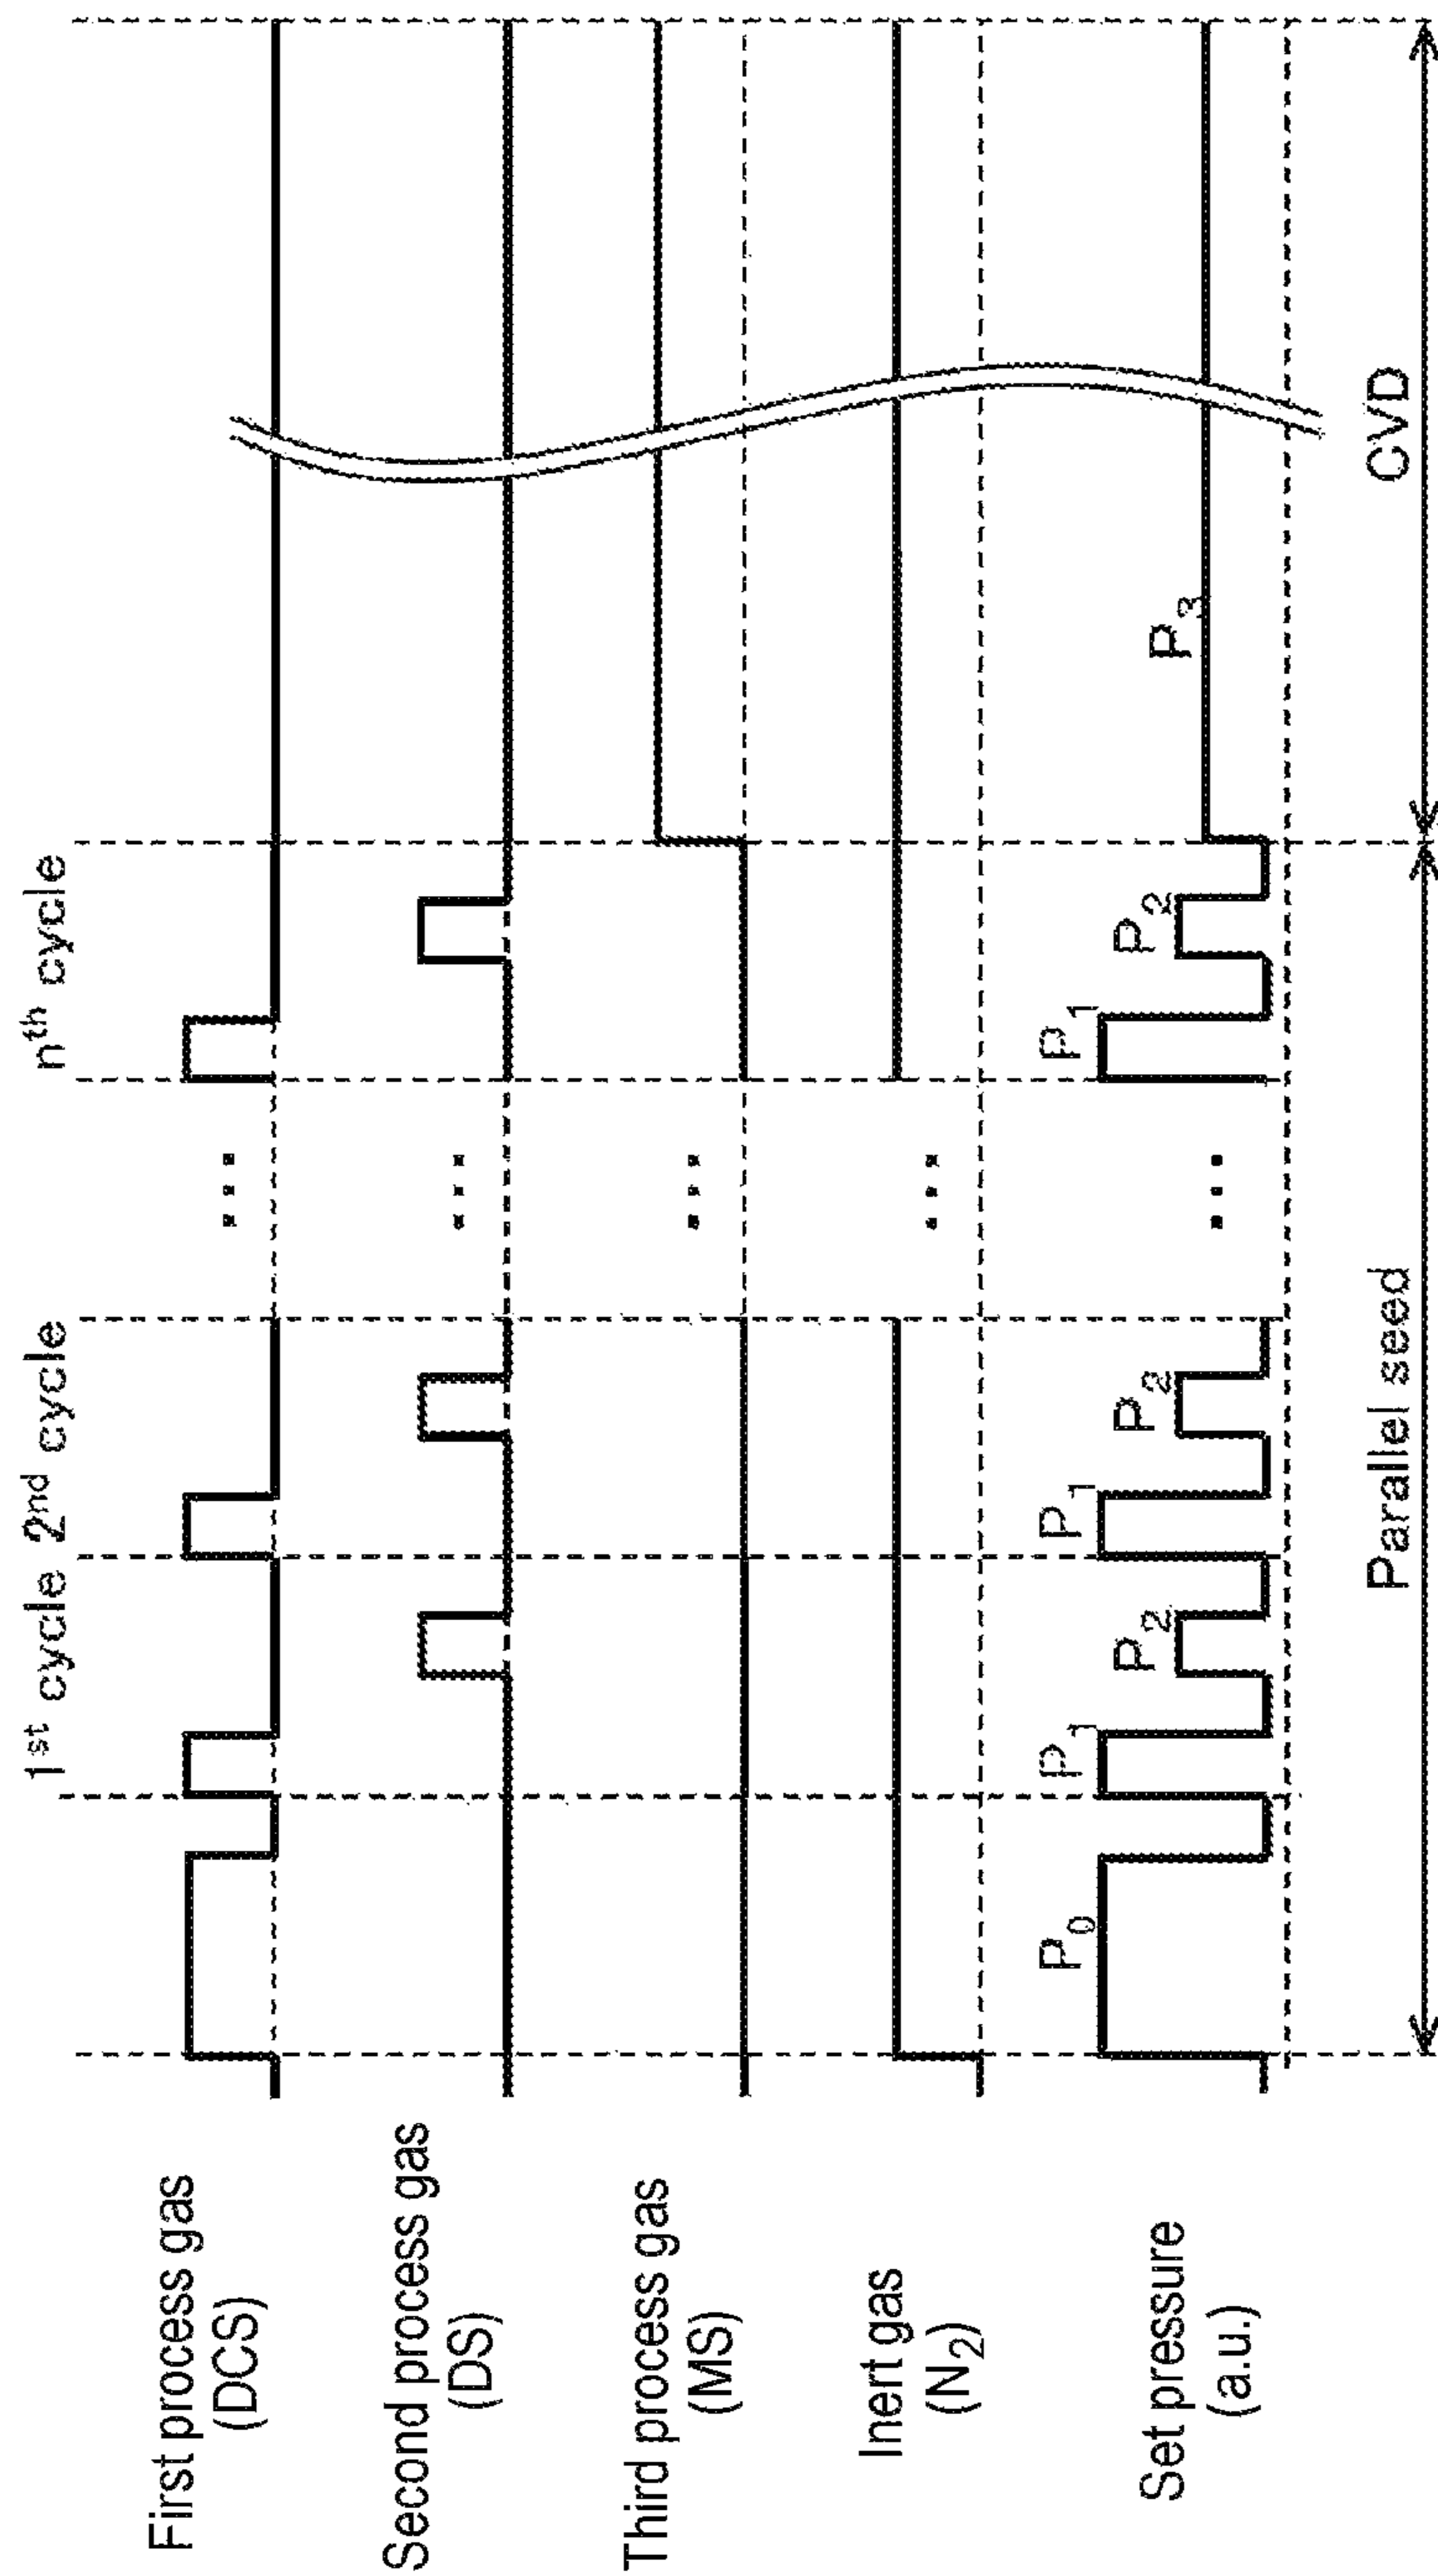 1st cycle 2nd cycle nth cycle
First process gas
(DCS)
Second process gas
(DS)
Third process gas
(MS)
Inert gas
(N2)
Set pressure
(a.u.)
P0 P1 P2 P1 P2 P1 P2 P3
Parallel seed CVD